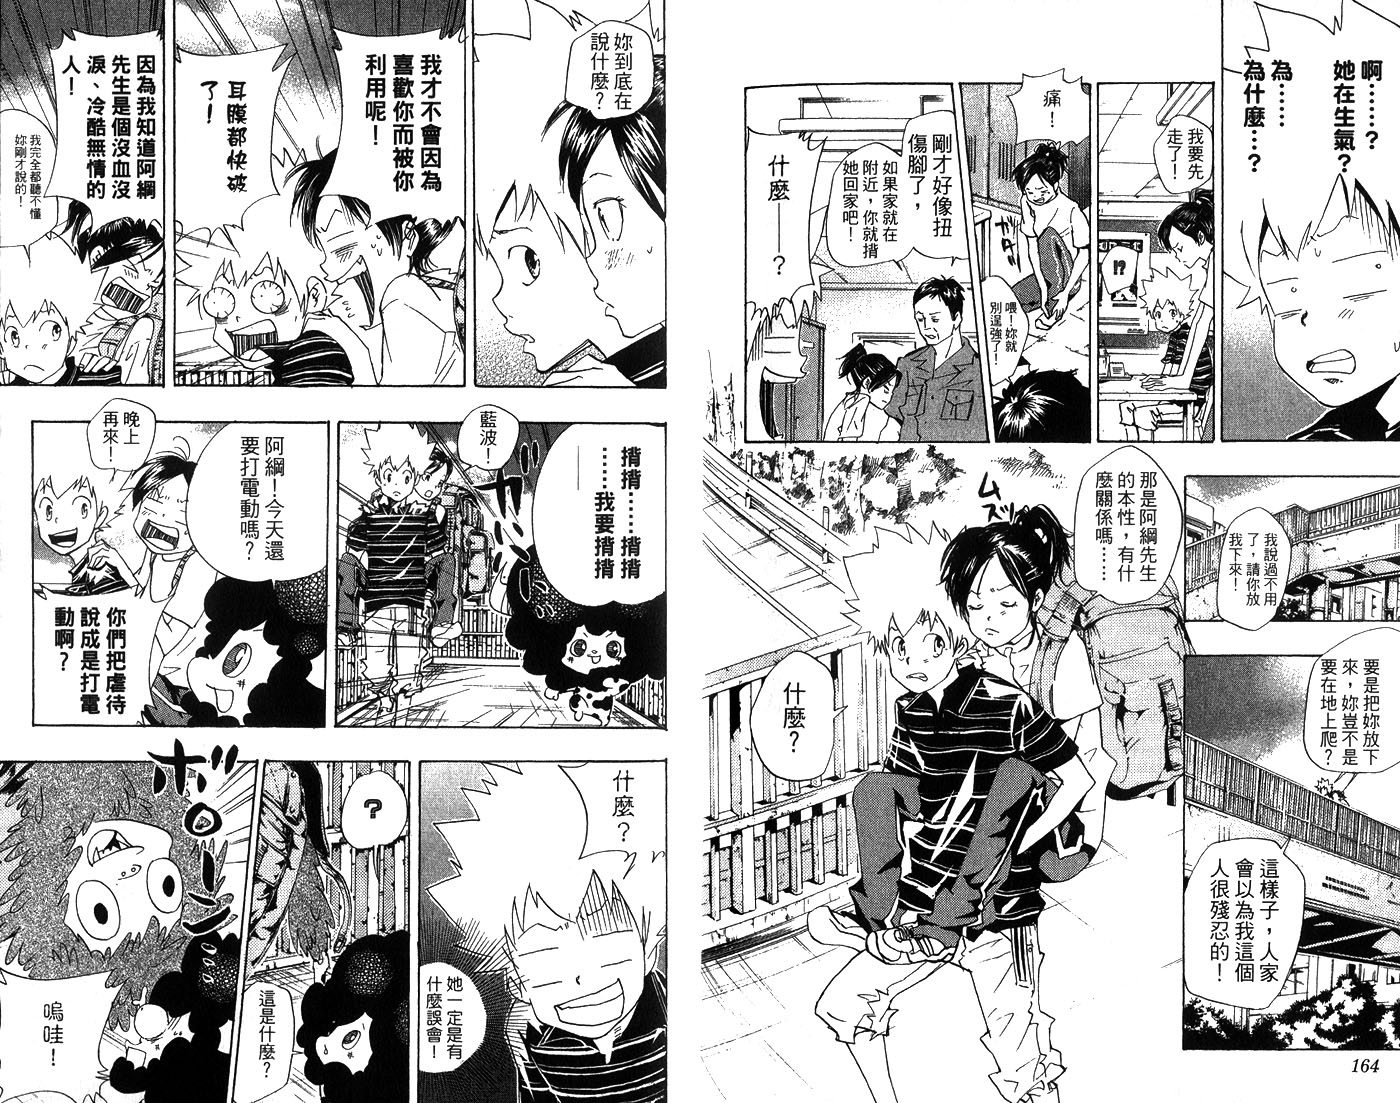 啊……？
她在生氣？
為……
為什麼…？
我要先
走了！
!?
痛！
ガタ
喂！妳就
別逞強了！
剛才好像扭
傷腳了，
如果家就在
附近，你就揹
她回家吧！
什麼——？
我說過不用
了，請你放
我下來！
要是把妳放下
來，妳豈不是
要在地上爬？
這樣子，人家
會以為我這個
人很殘忍的！
那是阿綱先生
的本性，有什
麼關係嗎……
ムズッ
什麼？
164
妳到底在
說什麼？
我才不會因為
喜歡你而被你
利用呢！
耳膜都快破
了！
因為我知道阿綱
先生是個沒血沒
淚、冷酷無情的
人！
我完全都聽不懂
妳剛才說的！
揹揹……揹揹
……我要揹揹
藍波！
阿綱！今天還
要打電動嗎？
晚上
再來！
你們把虐待
說成是打電
動啊？
什麼？
她一定是有
什麼誤會！
？
這是什麼？
ボロン
嗚哇！